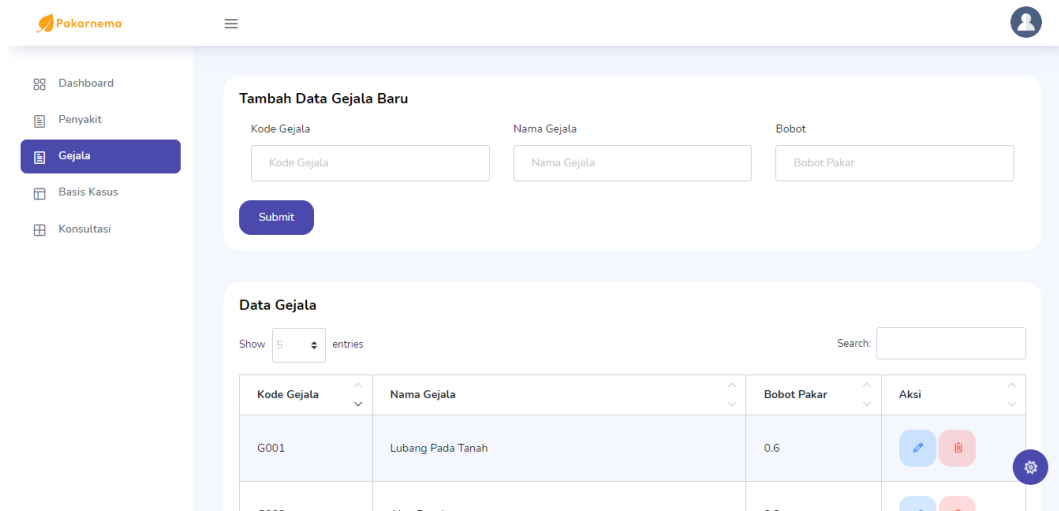 Pakarnema
Dashboard
Penyakit
Gejala
Basis Kasus
Konsultasi
Tambah Data Gejala Baru
Kode Gejala Nama Gejala Bobot
Kode Gejala Nama Gejala Bobot Pakar
Submit
Data Gejala
Show 5 entries Search:
Kode Gejala Nama Gejala Bobot Pakar Aksi
G001 Lubang Pada Tanah 0.6